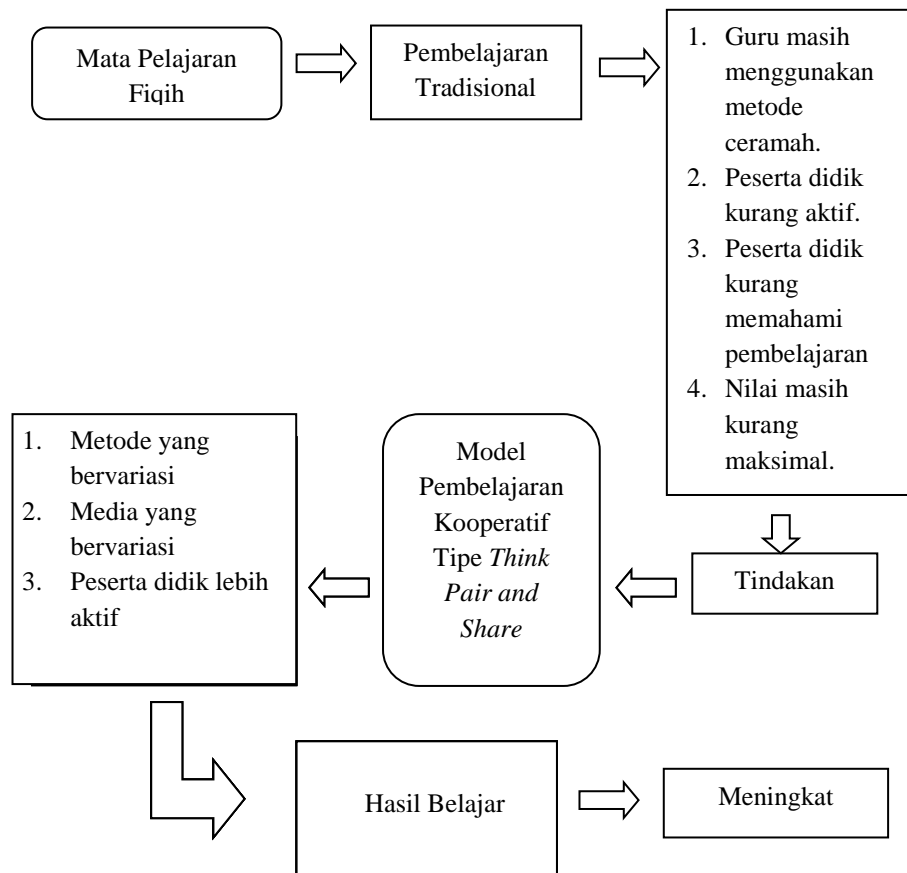 Mata Pelajaran
Fiqih
Pembelajaran
Tradisional
1. Guru masih
menggunakan
metode
ceramah.
2. Peserta didik
kurang aktif.
3. Peserta didik
kurang
memahami
pembelajaran
4. Nilai masih
kurang
maksimal.
Tindakan
Model
Pembelajaran
Kooperatif
Tipe Think
Pair and
Share
1. Metode yang
bervariasi
2. Media yang
bervariasi
3. Peserta didik lebih
aktif
Hasil Belajar
Meningkat